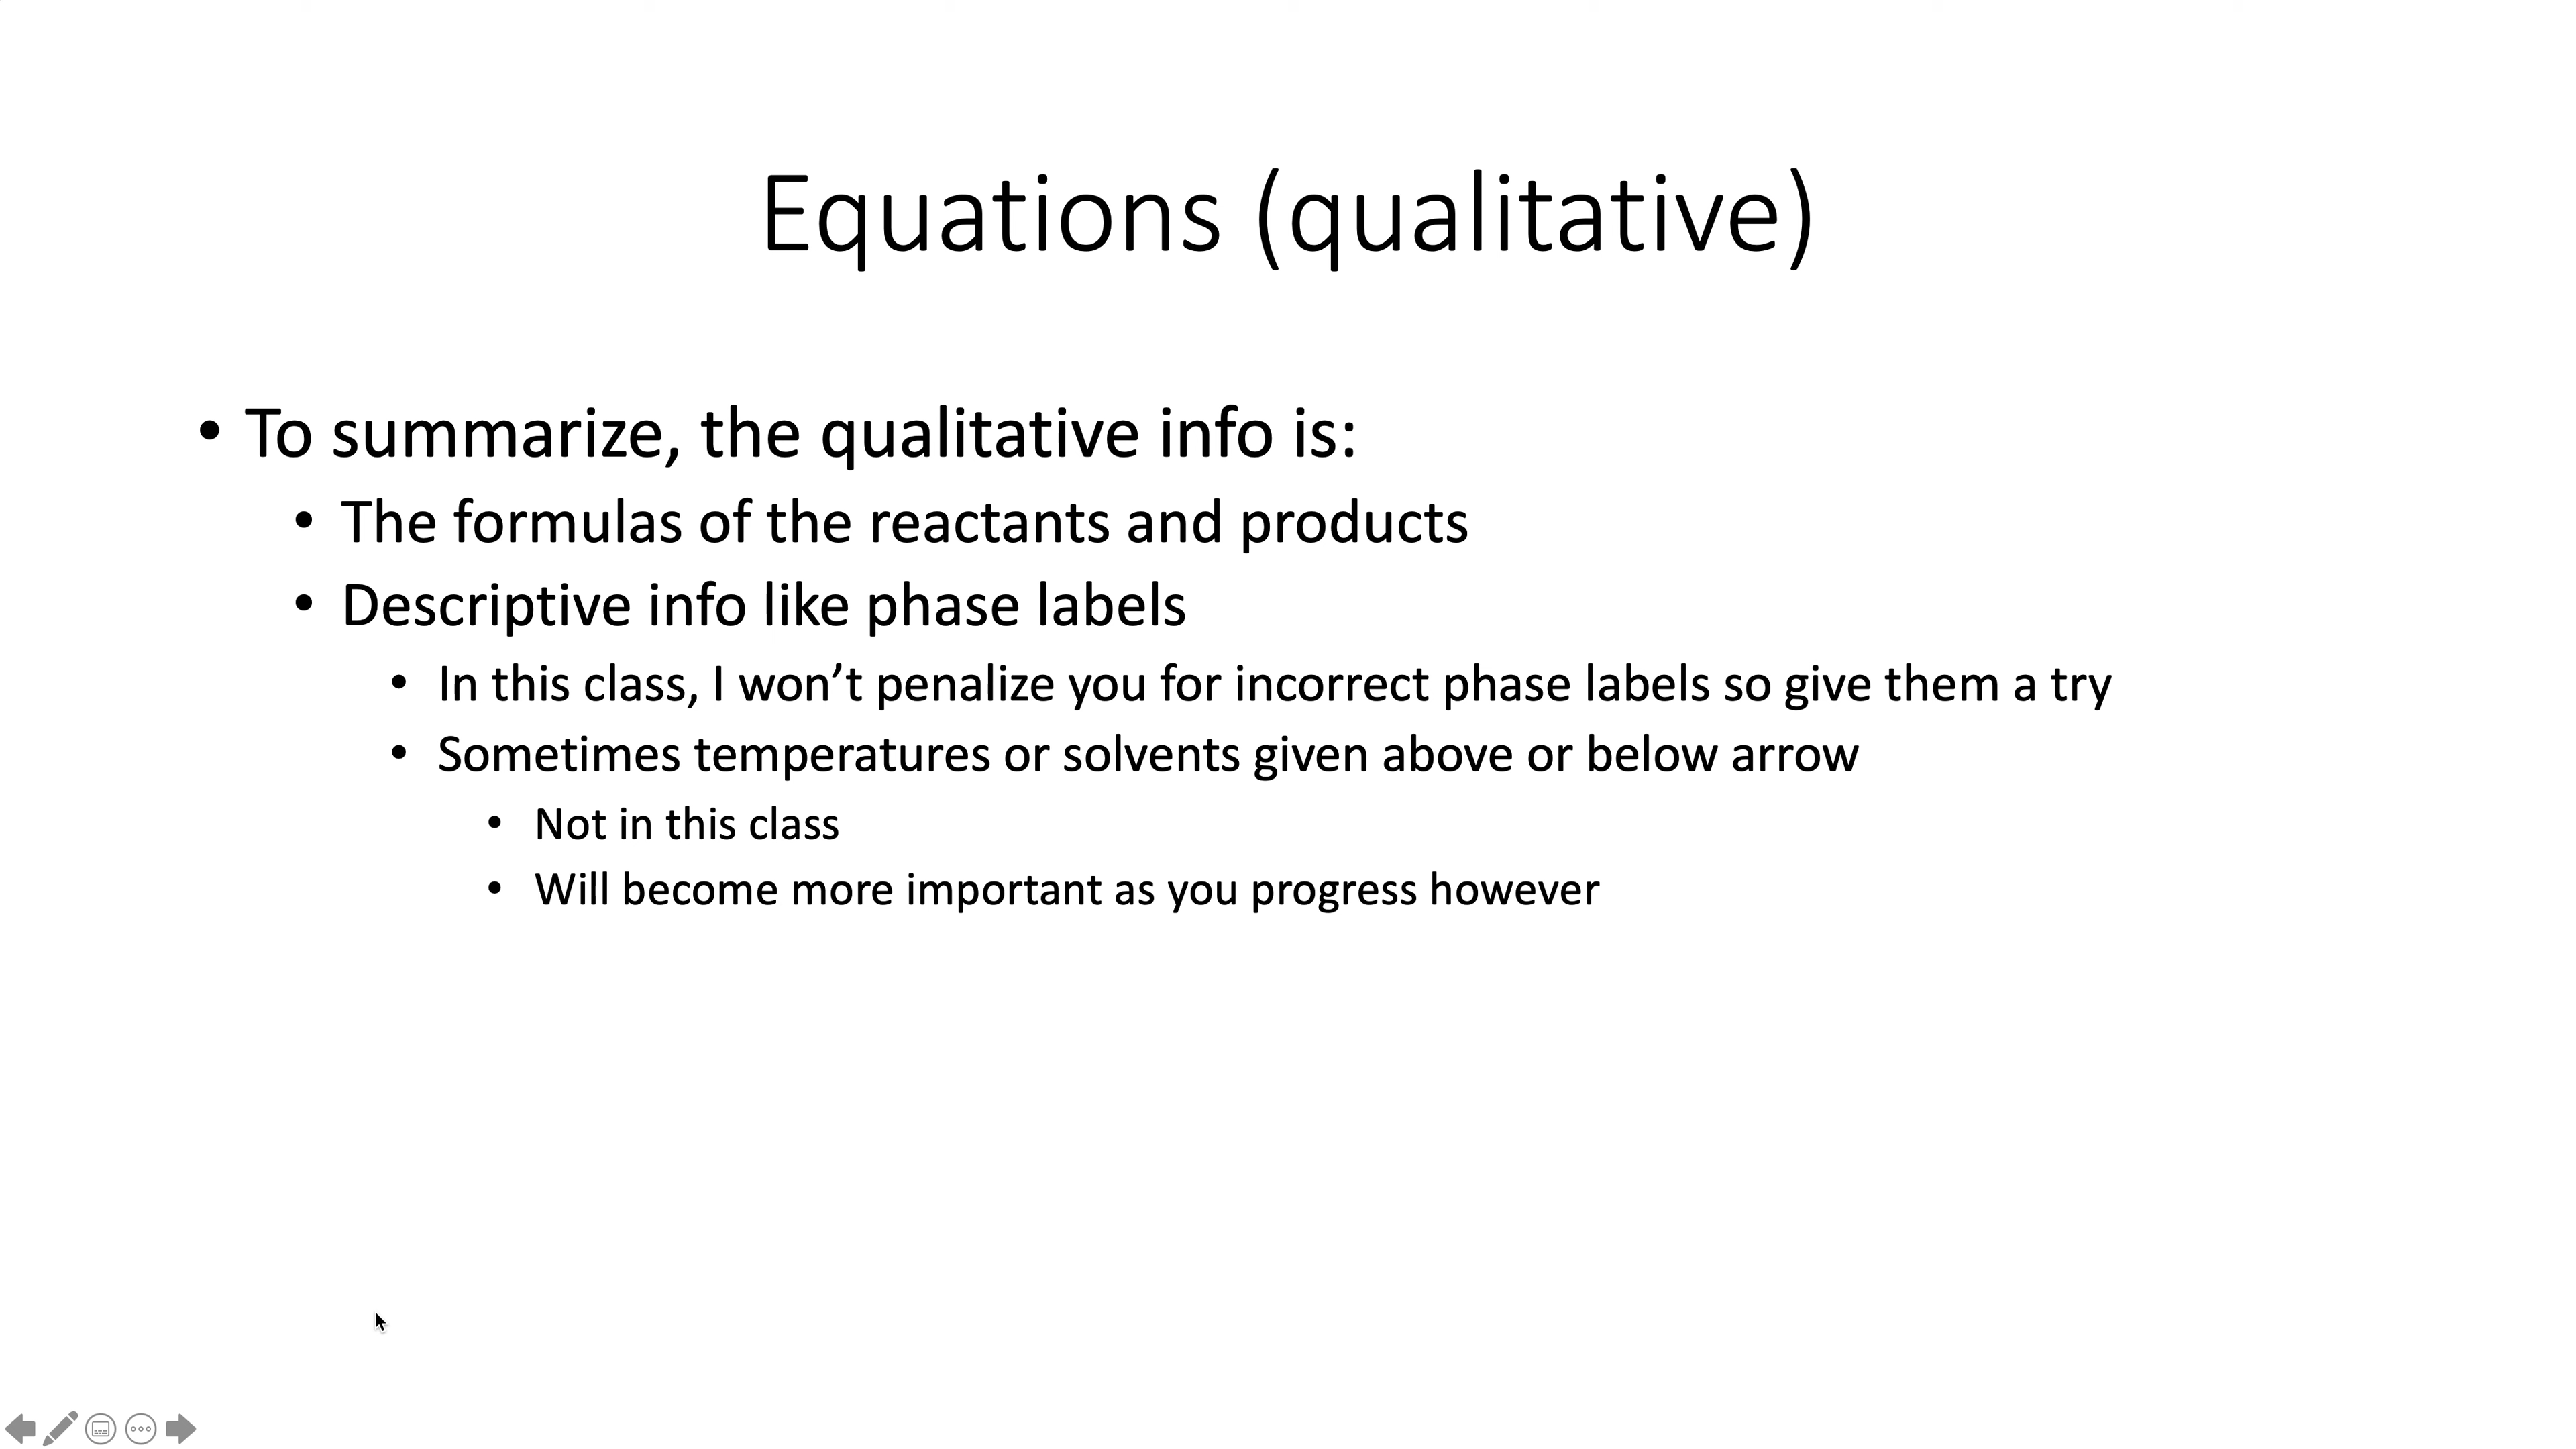 Equations (qualitative)
• To summarize, the qualitative info is:
• The formulas of the reactants and products
• Descriptive info like phase labels
• In this class, I won’t penalize you for incorrect phase labels so give them a try
• Sometimes temperatures or solvents given above or below arrow
• Not in this class
• Will become more important as you progress however